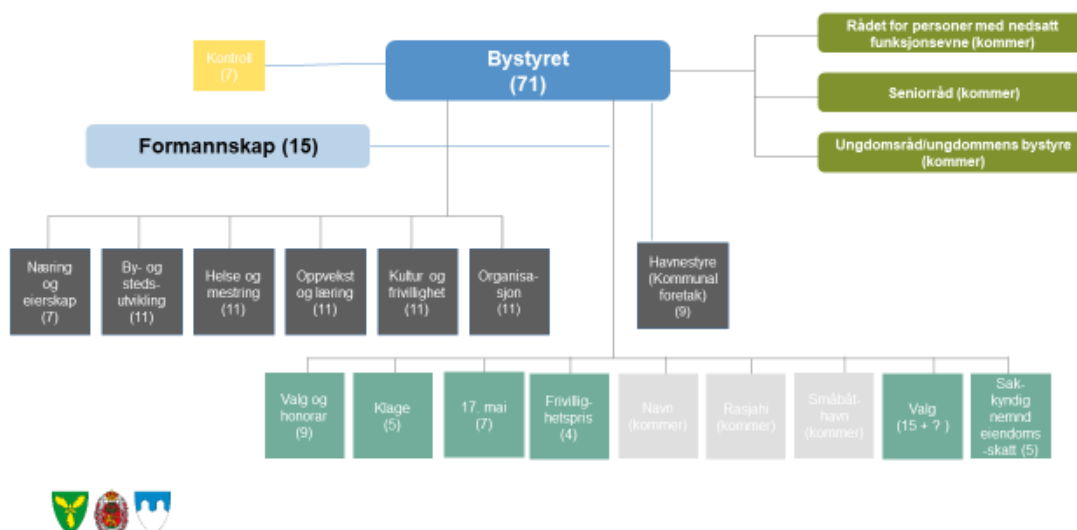 Kontroll
(7)
Bystyret
(71)
Rådet for personer med nedsatt
funksjonsevne (kommer)
Seniorråd (kommer)
Ungdomsråd/ungdommens bystyre
(kommer)
Formannskap (15)
Næring
og
eierskap
(7)
By- og
steds-
utvikling
(11)
Helse og
mestring
(11)
Oppvekst
og læring
(11)
Kultur og
frivillighet
(11)
Organisa-
sjon
(11)
Havnestyre
(Kommunal
foretak)
(9)
Valg og
honorar
(9)
Klage
(5)
17. mai
(7)
Frivillig-
hetspris
(4)
Navn
(kommer)
Rasjahi
(kommer)
Småbåt-
havn
(kommer)
Valg
(15 + ? )
Sak-
kyndig
nemnd
eiendoms
-skatt (5)